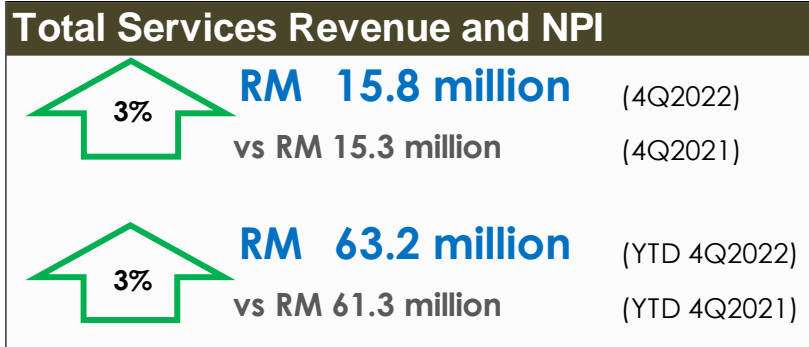 Total Services Revenue and NPI
3% RM 15.8 million (4Q2022)
vs RM 15.3 million (4Q2021)
3% RM 63.2 million (YTD 4Q2022)
vs RM 61.3 million (YTD 4Q2021)